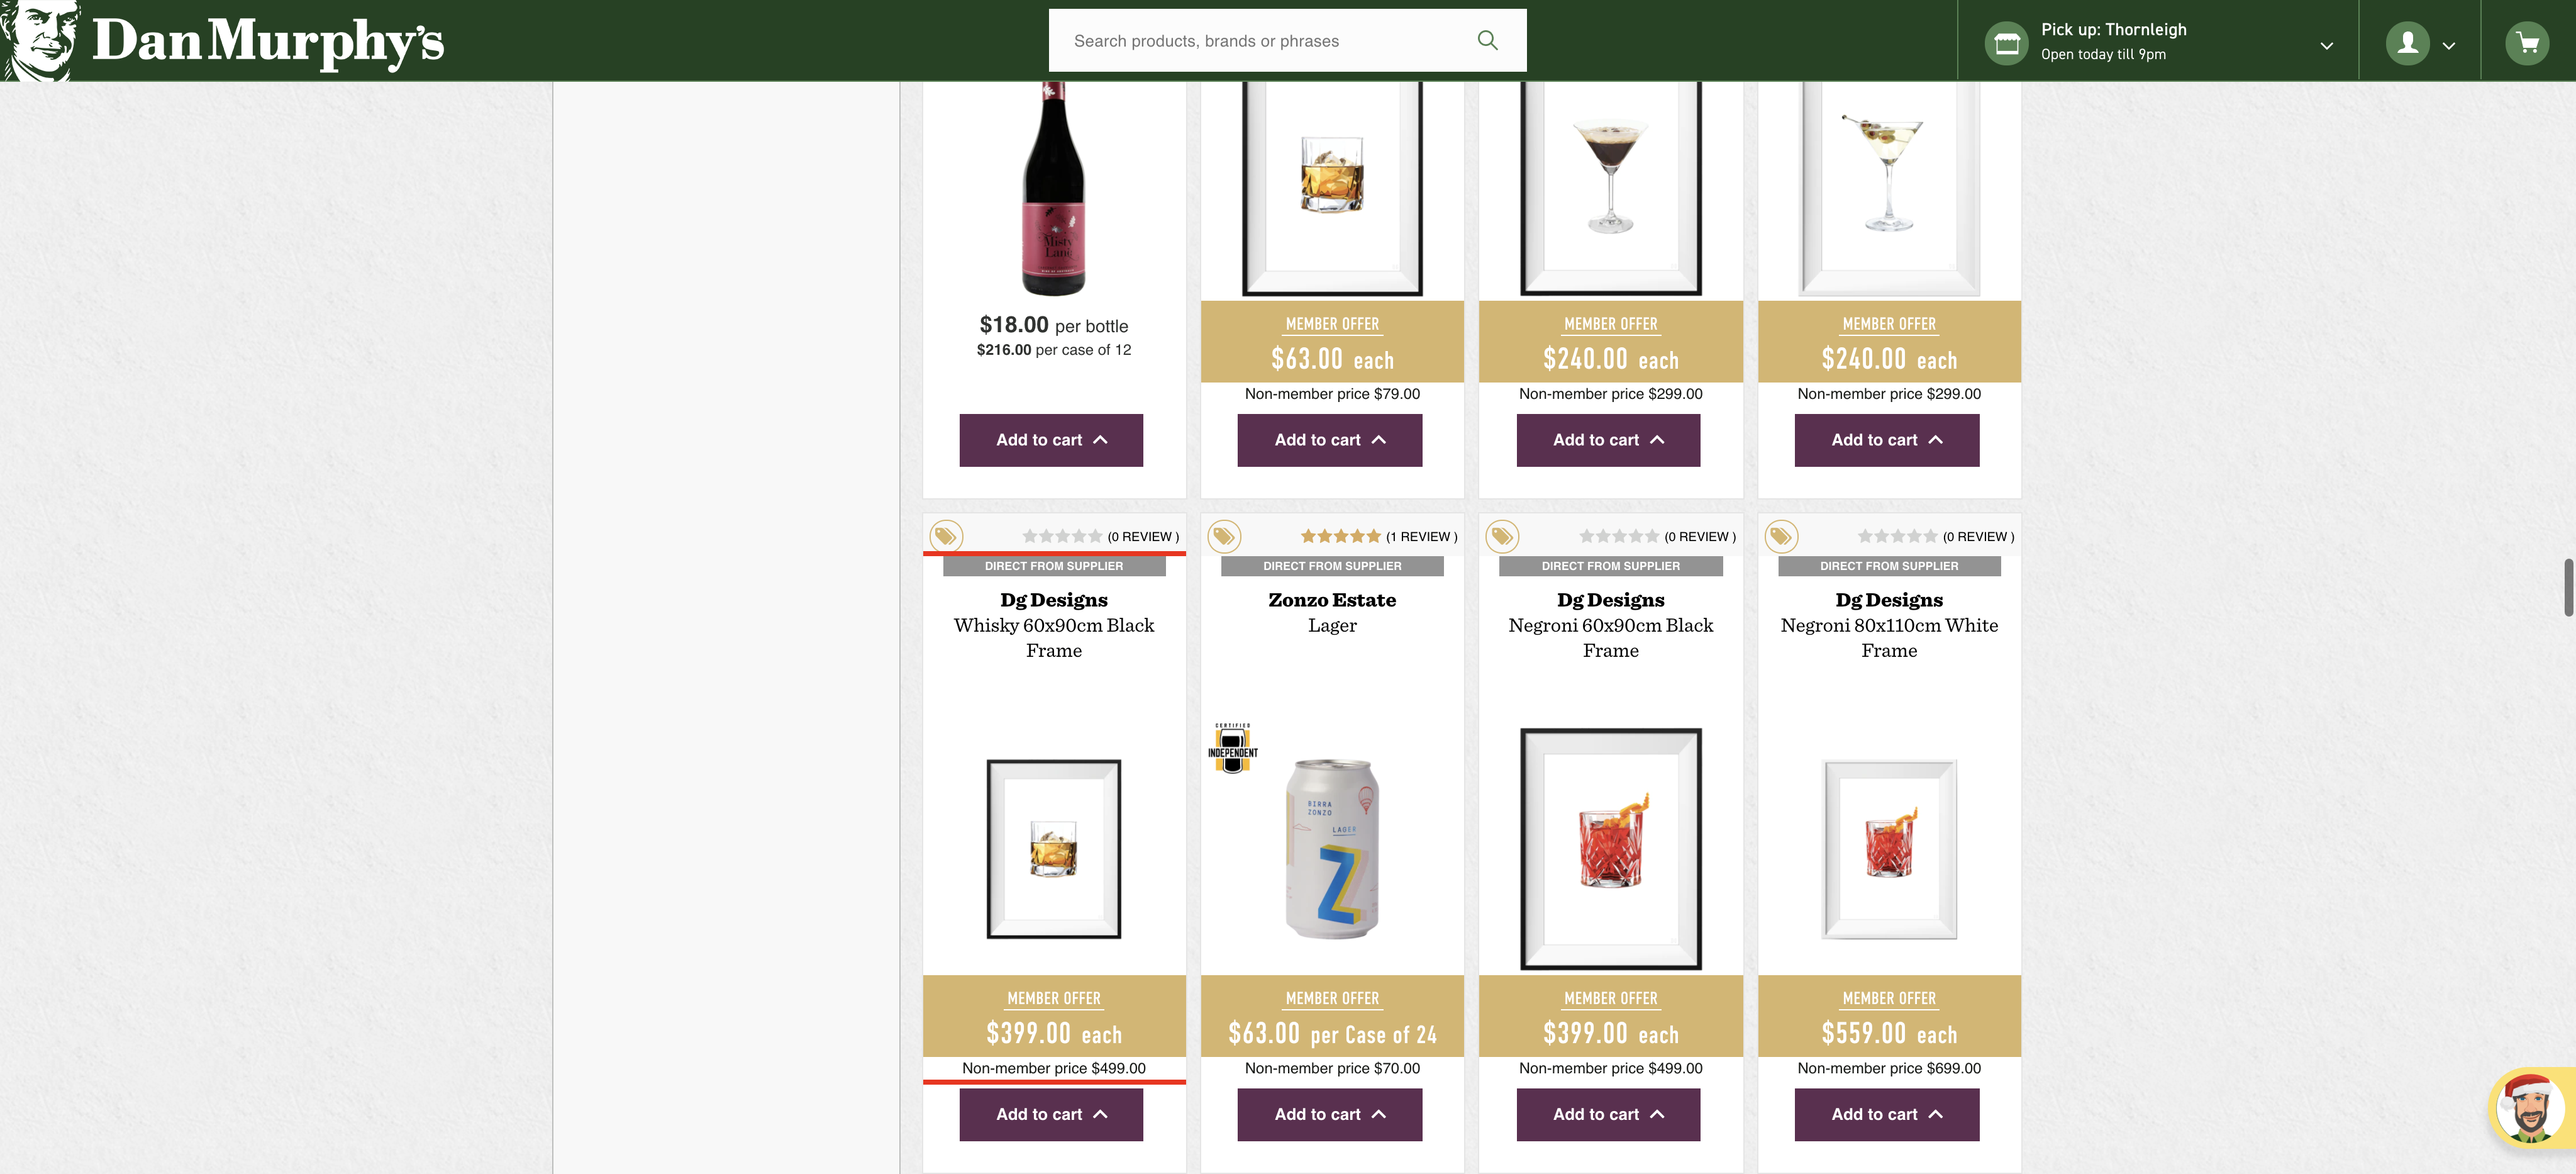 Dan Murphy's
Search products, brands or phrases
Pick up: Thornleigh
Open today till 9pm
Misty
Lane
$18.00 per bottle
$216.00 per case of 12
Add to cart
MEMBER OFFER
$63.00 each
Non-member price $79.00
Add to cart
MEMBER OFFER
$240.00 each
Non-member price $299.00
Add to cart
MEMBER OFFER
$240.00 each
Non-member price $299.00
Add to cart
(0 REVIEW )
DIRECT FROM SUPPLIER
Dg Designs
Whisky 60x90cm Black
Frame
MEMBER OFFER
$399.00 each
Non-member price $499.00
Add to cart
(1 REVIEW )
DIRECT FROM SUPPLIER
Zonzo Estate
Lager
CERTIFIED
INDEPENDENT
BIRRA
ZONZO
LAGER
Z
MEMBER OFFER
$63.00 per Case of 24
Non-member price $70.00
Add to cart
(0 REVIEW )
DIRECT FROM SUPPLIER
Dg Designs
Negroni 60x90cm Black
Frame
MEMBER OFFER
$399.00 each
Non-member price $499.00
Add to cart
(0 REVIEW )
DIRECT FROM SUPPLIER
Dg Designs
Negroni 80x110cm White
Frame
MEMBER OFFER
$559.00 each
Non-member price $699.00
Add to cart